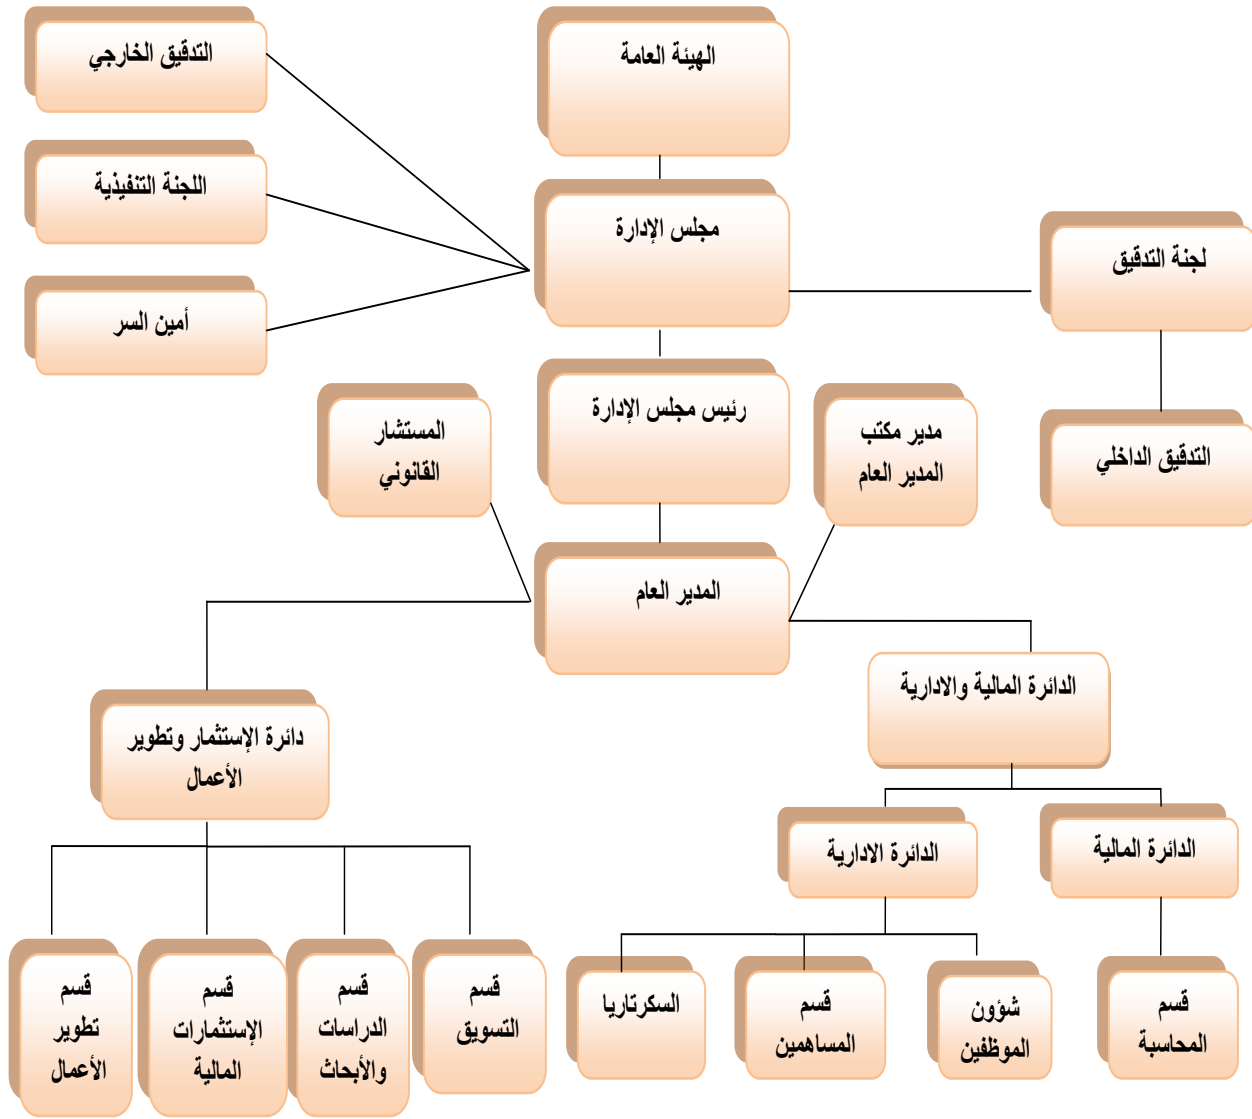 الهيئة العامة
التدقيق الخارجي
اللجنة التنفيذية
مجلس الإدارة
لجنة التدقيق
أمين السر
رئيس مجلس الإدارة
مدير مكتب
المدير العام
المستشار
القانوني
التدقيق الداخلي
المدير العام
الدائرة المالية والادارية
دائرة الإستثمار وتطوير
الأعمال
الدائرة المالية
الدائرة الادارية
قسم
المحاسبة
شؤون
الموظفين
قسم
المساهمين
السكرتاريا
قسم
التسويق
قسم
الدراسات
والأبحاث
قسم
الإستثمارات
المالية
قسم
تطوير
الأعمال